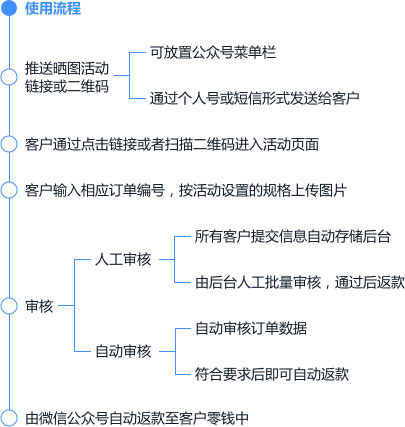 使用流程
推送晒图活动
链接或二维码
可放置公众号菜单栏
通过个人号或短信形式发送给客户
客户通过点击链接或者扫描二维码进入活动页面
客户输入相应订单编号，按活动设置的规格上传图片
审核
人工审核
所有客户提交信息自动存储后台
由后台人工批量审核，通过后返款
自动审核
自动审核订单数据
符合要求后即可自动返款
由微信公众号自动返款至客户零钱中